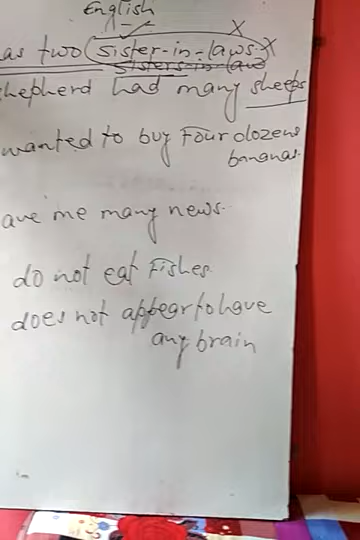 English
as two sister-in-laws X
sisters-in-law
shepherd had many sheeps
wanted to buy Four dozens
bananas.
ave me many news.
do not eat Fishes.
does not appear to have
any brain